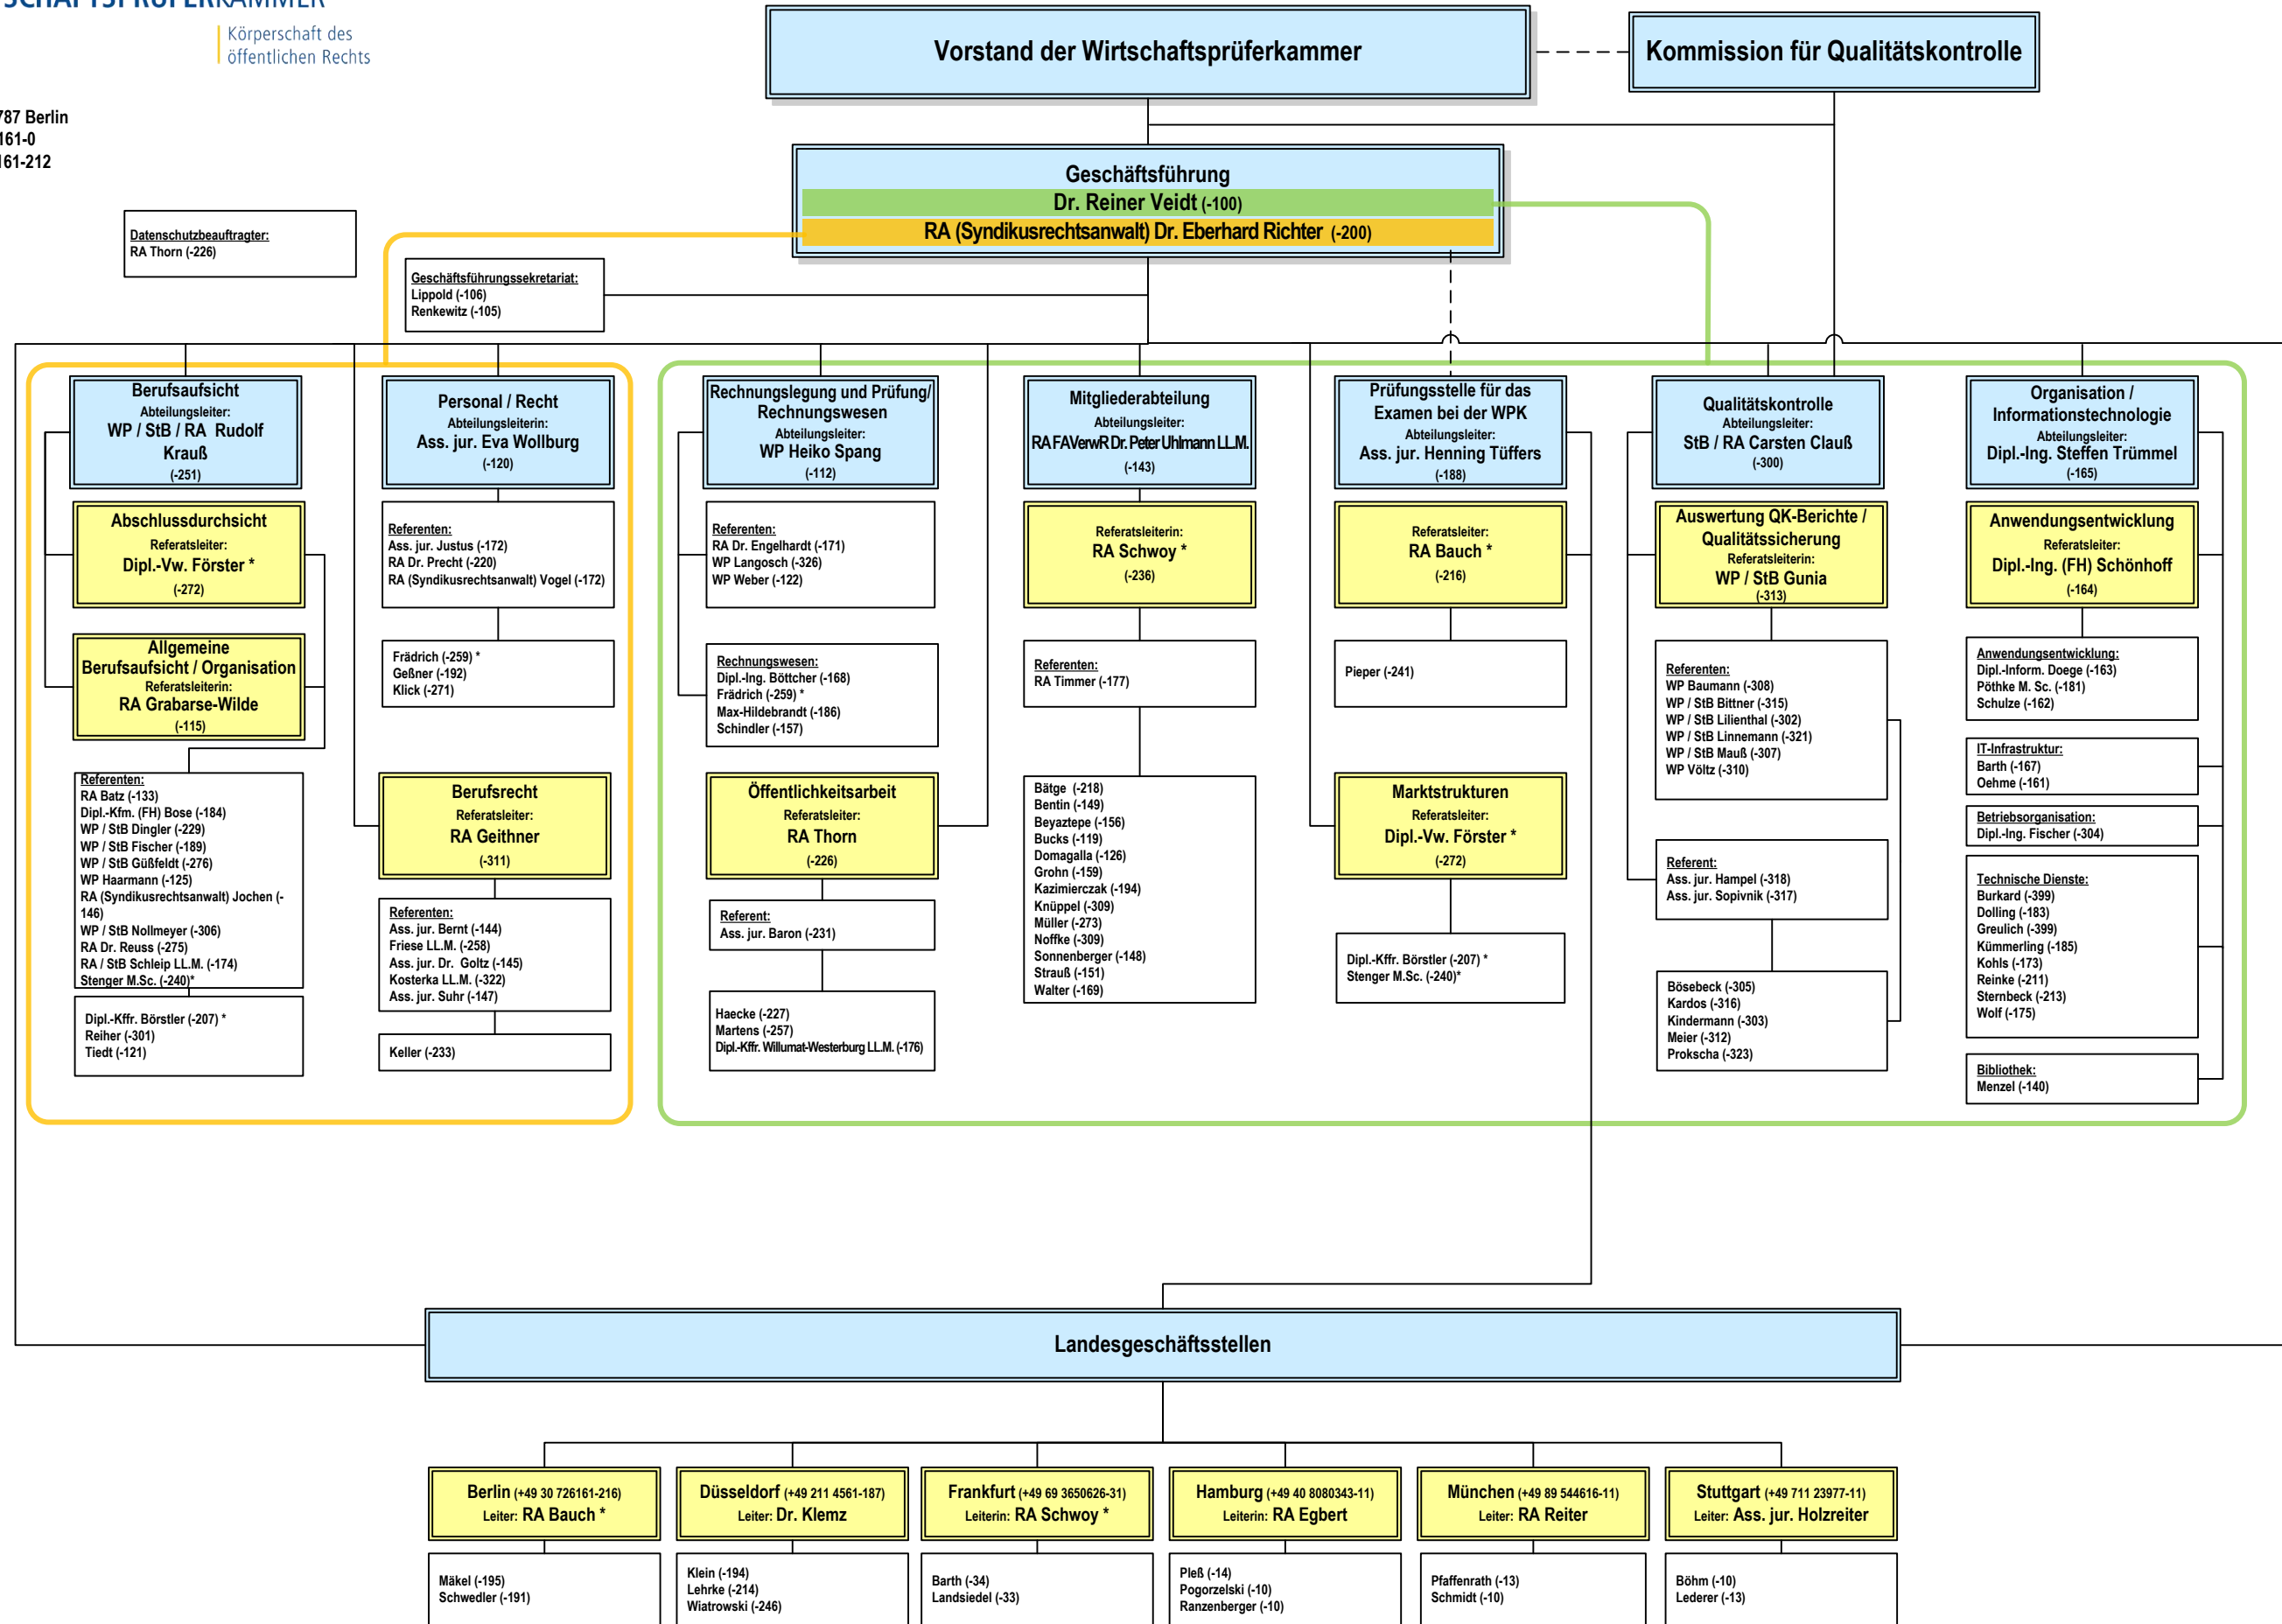 SCHAFTSPRÜFERKAMMER
Körperschaft des
öffentlichen Rechts
787 Berlin
161-0
161-212
Vorstand der Wirtschaftsprüferkammer
Kommission für Qualitätskontrolle
Geschäftsführung
Dr. Reiner Veidt (-100)
RA (Syndikusrechtsanwalt) Dr. Eberhard Richter (-200)
Datenschutzbeauftragter:
RA Thorn (-226)
Geschäftsführungssekretariat:
Lippold (-106)
Renkewitz (-105)
Berufsaufsicht
Abteilungsleiter:
WP / StB / RA Rudolf
Krauß
(-251)
Abschlussdurchsicht
Referatsleiter:
Dipl.-Vw. Förster *
(-272)
Allgemeine
Berufsaufsicht / Organisation
Referatsleiterin:
RA Grabarse-Wilde
(-115)
Referenten:
RA Batz (-133)
Dipl.-Kfm. (FH) Bose (-184)
WP / StB Dingler (-229)
WP / StB Fischer (-189)
WP / StB Güßfeldt (-276)
WP Haarmann (-125)
RA (Syndikusrechtsanwalt) Jochen (-
146)
WP / StB Nollmeyer (-306)
RA Dr. Reuss (-275)
RA / StB Schleip LL.M. (-174)
Stenger M.Sc. (-240)*
Dipl.-Kffr. Börstler (-207) *
Reiher (-301)
Tiedt (-121)
Personal / Recht
Abteilungsleiterin:
Ass. jur. Eva Wollburg
(-120)
Referenten:
Ass. jur. Justus (-172)
RA Dr. Precht (-220)
RA (Syndikusrechtsanwalt) Vogel (-172)
Frädrich (-259) *
Geßner (-192)
Klick (-271)
Berufsrecht
Referatsleiter:
RA Geithner
(-311)
Referenten:
Ass. jur. Bernt (-144)
Friese LL.M. (-258)
Ass. jur. Dr. Goltz (-145)
Kosterka LL.M. (-322)
Ass. jur. Suhr (-147)
Keller (-233)
Rechnungslegung und Prüfung/
Rechnungswesen
Abteilungsleiter:
WP Heiko Spang
(-112)
Referenten:
RA Dr. Engelhardt (-171)
WP Langosch (-326)
WP Weber (-122)
Rechnungswesen:
Dipl.-Ing. Böttcher (-168)
Frädrich (-259) *
Max-Hildebrandt (-186)
Schindler (-157)
Öffentlichkeitsarbeit
Referatsleiter:
RA Thorn
(-226)
Referent:
Ass. jur. Baron (-231)
Haecke (-227)
Martens (-257)
Dipl.-Kffr. Willumat-Westerburg LL.M. (-176)
Mitgliederabteilung
Abteilungsleiter:
RA FAVerwR Dr. Peter Uhlmann LL.M.
(-143)
Referatsleiterin:
RA Schwoy *
(-236)
Referenten:
RA Timmer (-177)
Bätge (-218)
Bentin (-149)
Beyaztepe (-156)
Bucks (-119)
Domagalla (-126)
Grohn (-159)
Kazimierczak (-194)
Knüppel (-309)
Müller (-273)
Noffke (-309)
Sonnenberger (-148)
Strauß (-151)
Walter (-169)
Prüfungsstelle für das
Examen bei der WPK
Abteilungsleiter:
Ass. jur. Henning Tüffers
(-188)
Referatsleiter:
RA Bauch *
(-216)
Pieper (-241)
Marktstrukturen
Referatsleiter:
Dipl.-Vw. Förster *
(-272)
Dipl.-Kffr. Börstler (-207) *
Stenger M.Sc. (-240)*
Qualitätskontrolle
Abteilungsleiter:
StB / RA Carsten Clauß
(-300)
Auswertung QK-Berichte /
Qualitätssicherung
Referatsleiterin:
WP / StB Gunia
(-313)
Referenten:
WP Baumann (-308)
WP / StB Bittner (-315)
WP / StB Lilienthal (-302)
WP / StB Linnemann (-321)
WP / StB Mauß (-307)
WP Völtz (-310)
Referent:
Ass. jur. Hampel (-318)
Ass. jur. Sopivnik (-317)
Bösebeck (-305)
Kardos (-316)
Kindermann (-303)
Meier (-312)
Prokscha (-323)
Organisation /
Informationstechnologie
Abteilungsleiter:
Dipl.-Ing. Steffen Trümmel
(-165)
Anwendungsentwicklung
Referatsleiter:
Dipl.-Ing. (FH) Schönhoff
(-164)
Anwendungsentwicklung:
Dipl.-Inform. Doege (-163)
Pöthke M. Sc. (-181)
Schulze (-162)
IT-Infrastruktur:
Barth (-167)
Oehme (-161)
Betriebsorganisation:
Dipl.-Ing. Fischer (-304)
Technische Dienste:
Burkard (-399)
Dolling (-183)
Greulich (-399)
Kümmerling (-185)
Kohls (-173)
Reinke (-211)
Sternbeck (-213)
Wolf (-175)
Bibliothek:
Menzel (-140)
Landesgeschäftsstellen
Berlin (+49 30 726161-216)
Leiter: RA Bauch *
Mäkel (-195)
Schwedler (-191)
Düsseldorf (+49 211 4561-187)
Leiter: Dr. Klemz
Klein (-194)
Lehrke (-214)
Wiatrowski (-246)
Frankfurt (+49 69 3650626-31)
Leiterin: RA Schwoy *
Barth (-34)
Landsiedel (-33)
Hamburg (+49 40 8080343-11)
Leiterin: RA Egbert
Pleß (-14)
Pogorzelski (-10)
Ranzenberger (-10)
München (+49 89 544616-11)
Leiter: RA Reiter
Pfaffenrath (-13)
Schmidt (-10)
Stuttgart (+49 711 23977-11)
Leiter: Ass. jur. Holzreiter
Böhm (-10)
Lederer (-13)